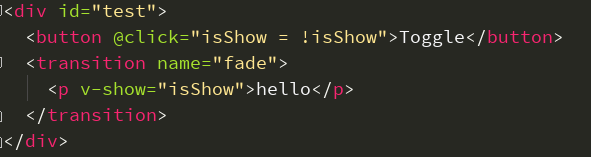 <div id="test">
<button @click="isShow = !isShow">Toggle</button>
<transition name="fade">
<p v-show="isShow">hello</p>
</transition>
</div>